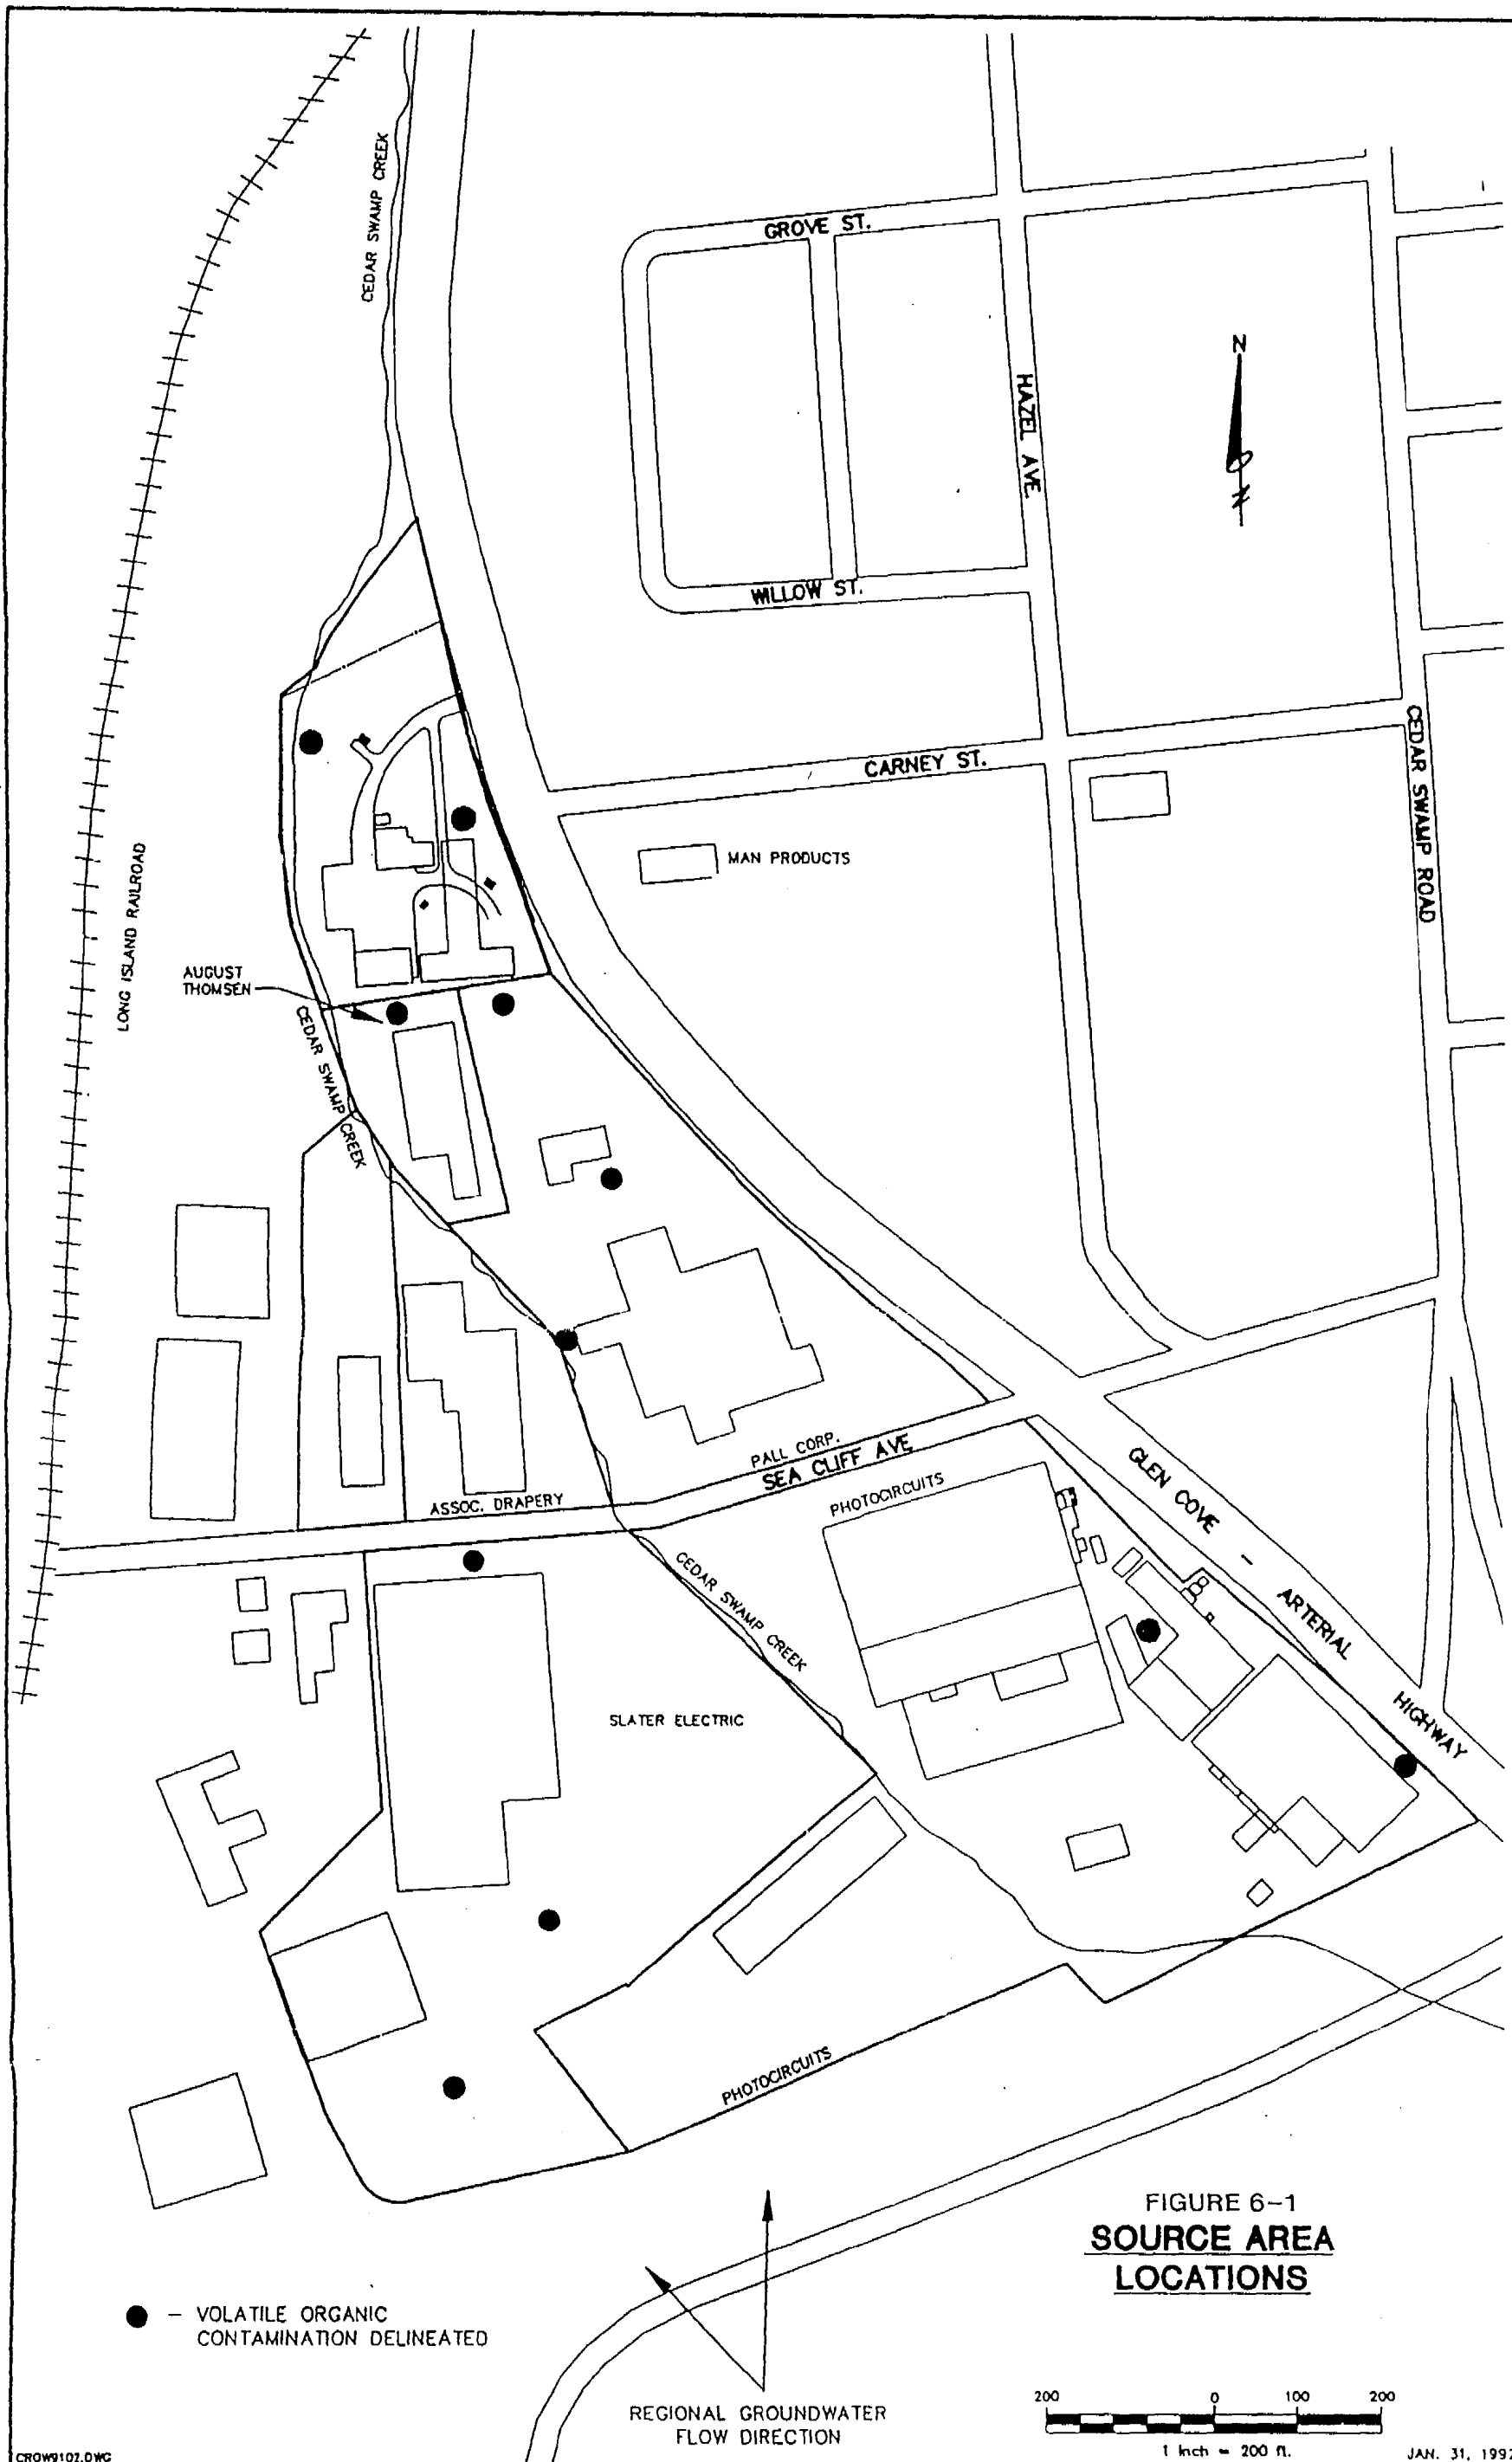 CEDAR SWAMP CREEK
GROVE ST.
N
HAZEL AVE.
WILLOW ST.
CARNEY ST.
CEDAR SWAMP ROAD
MAN PRODUCTS
LONG ISLAND RAILROAD
AUGUST
THOMSEN
CEDAR SWAMP CREEK
PALL CORP.
SEA CLIFF AVE
ASSOC. DRAPERY
PHOTOCIRCUITS
GLEN COVE - ARTERIAL HIGHWAY
CEDAR SWAMP CREEK
SLATER ELECTRIC
PHOTOCIRCUITS
FIGURE 6-1
SOURCE AREA
LOCATIONS
- VOLATILE ORGANIC
CONTAMINATION DELINEATED
REGIONAL GROUNDWATER
FLOW DIRECTION
200 0 100 200
1 inch = 200 ft.
CROW9102.DWG
JAN. 31, 199